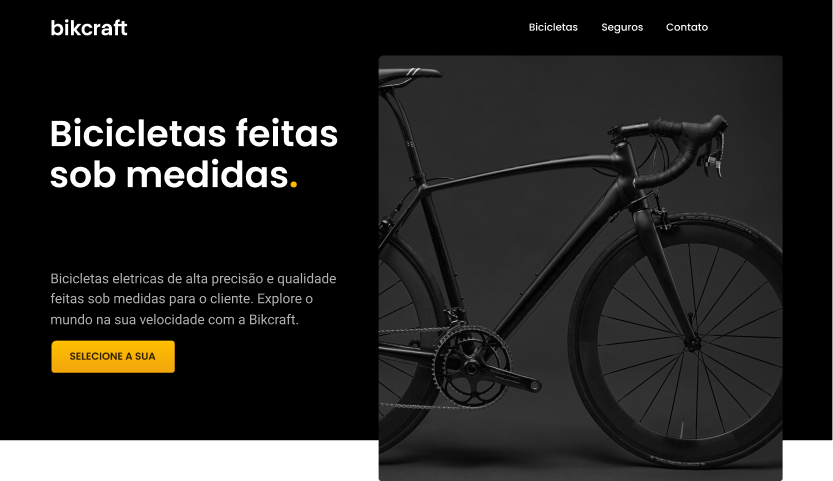 bikcraft
Bicicletas Seguros Contato
Bicicletas feitas
sob medidas.
Bicicletas eletricas de alta precisão e qualidade
feitas sob medidas para o cliente. Explore o
mundo na sua velocidade com a Bikcraft.
SELECIONE A SUA